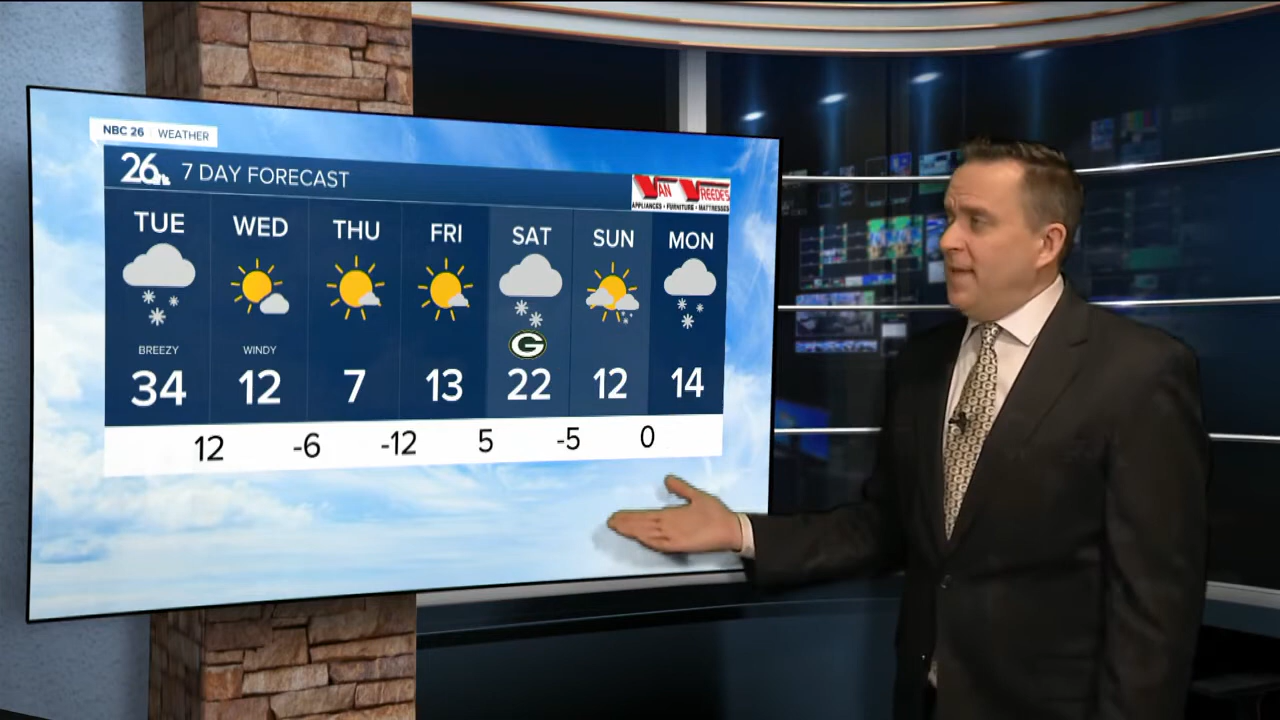 NBC 26 WEATHER
26 7 DAY FORECAST
VAN VREEDE'S
APPLIANCES • FURNITURE • MATTRESSES
TUE WED THU FRI SAT SUN MON
G
BREEZY WINDY
34 12 7 13 22 12 14
12 -6 -12 5 -5 0